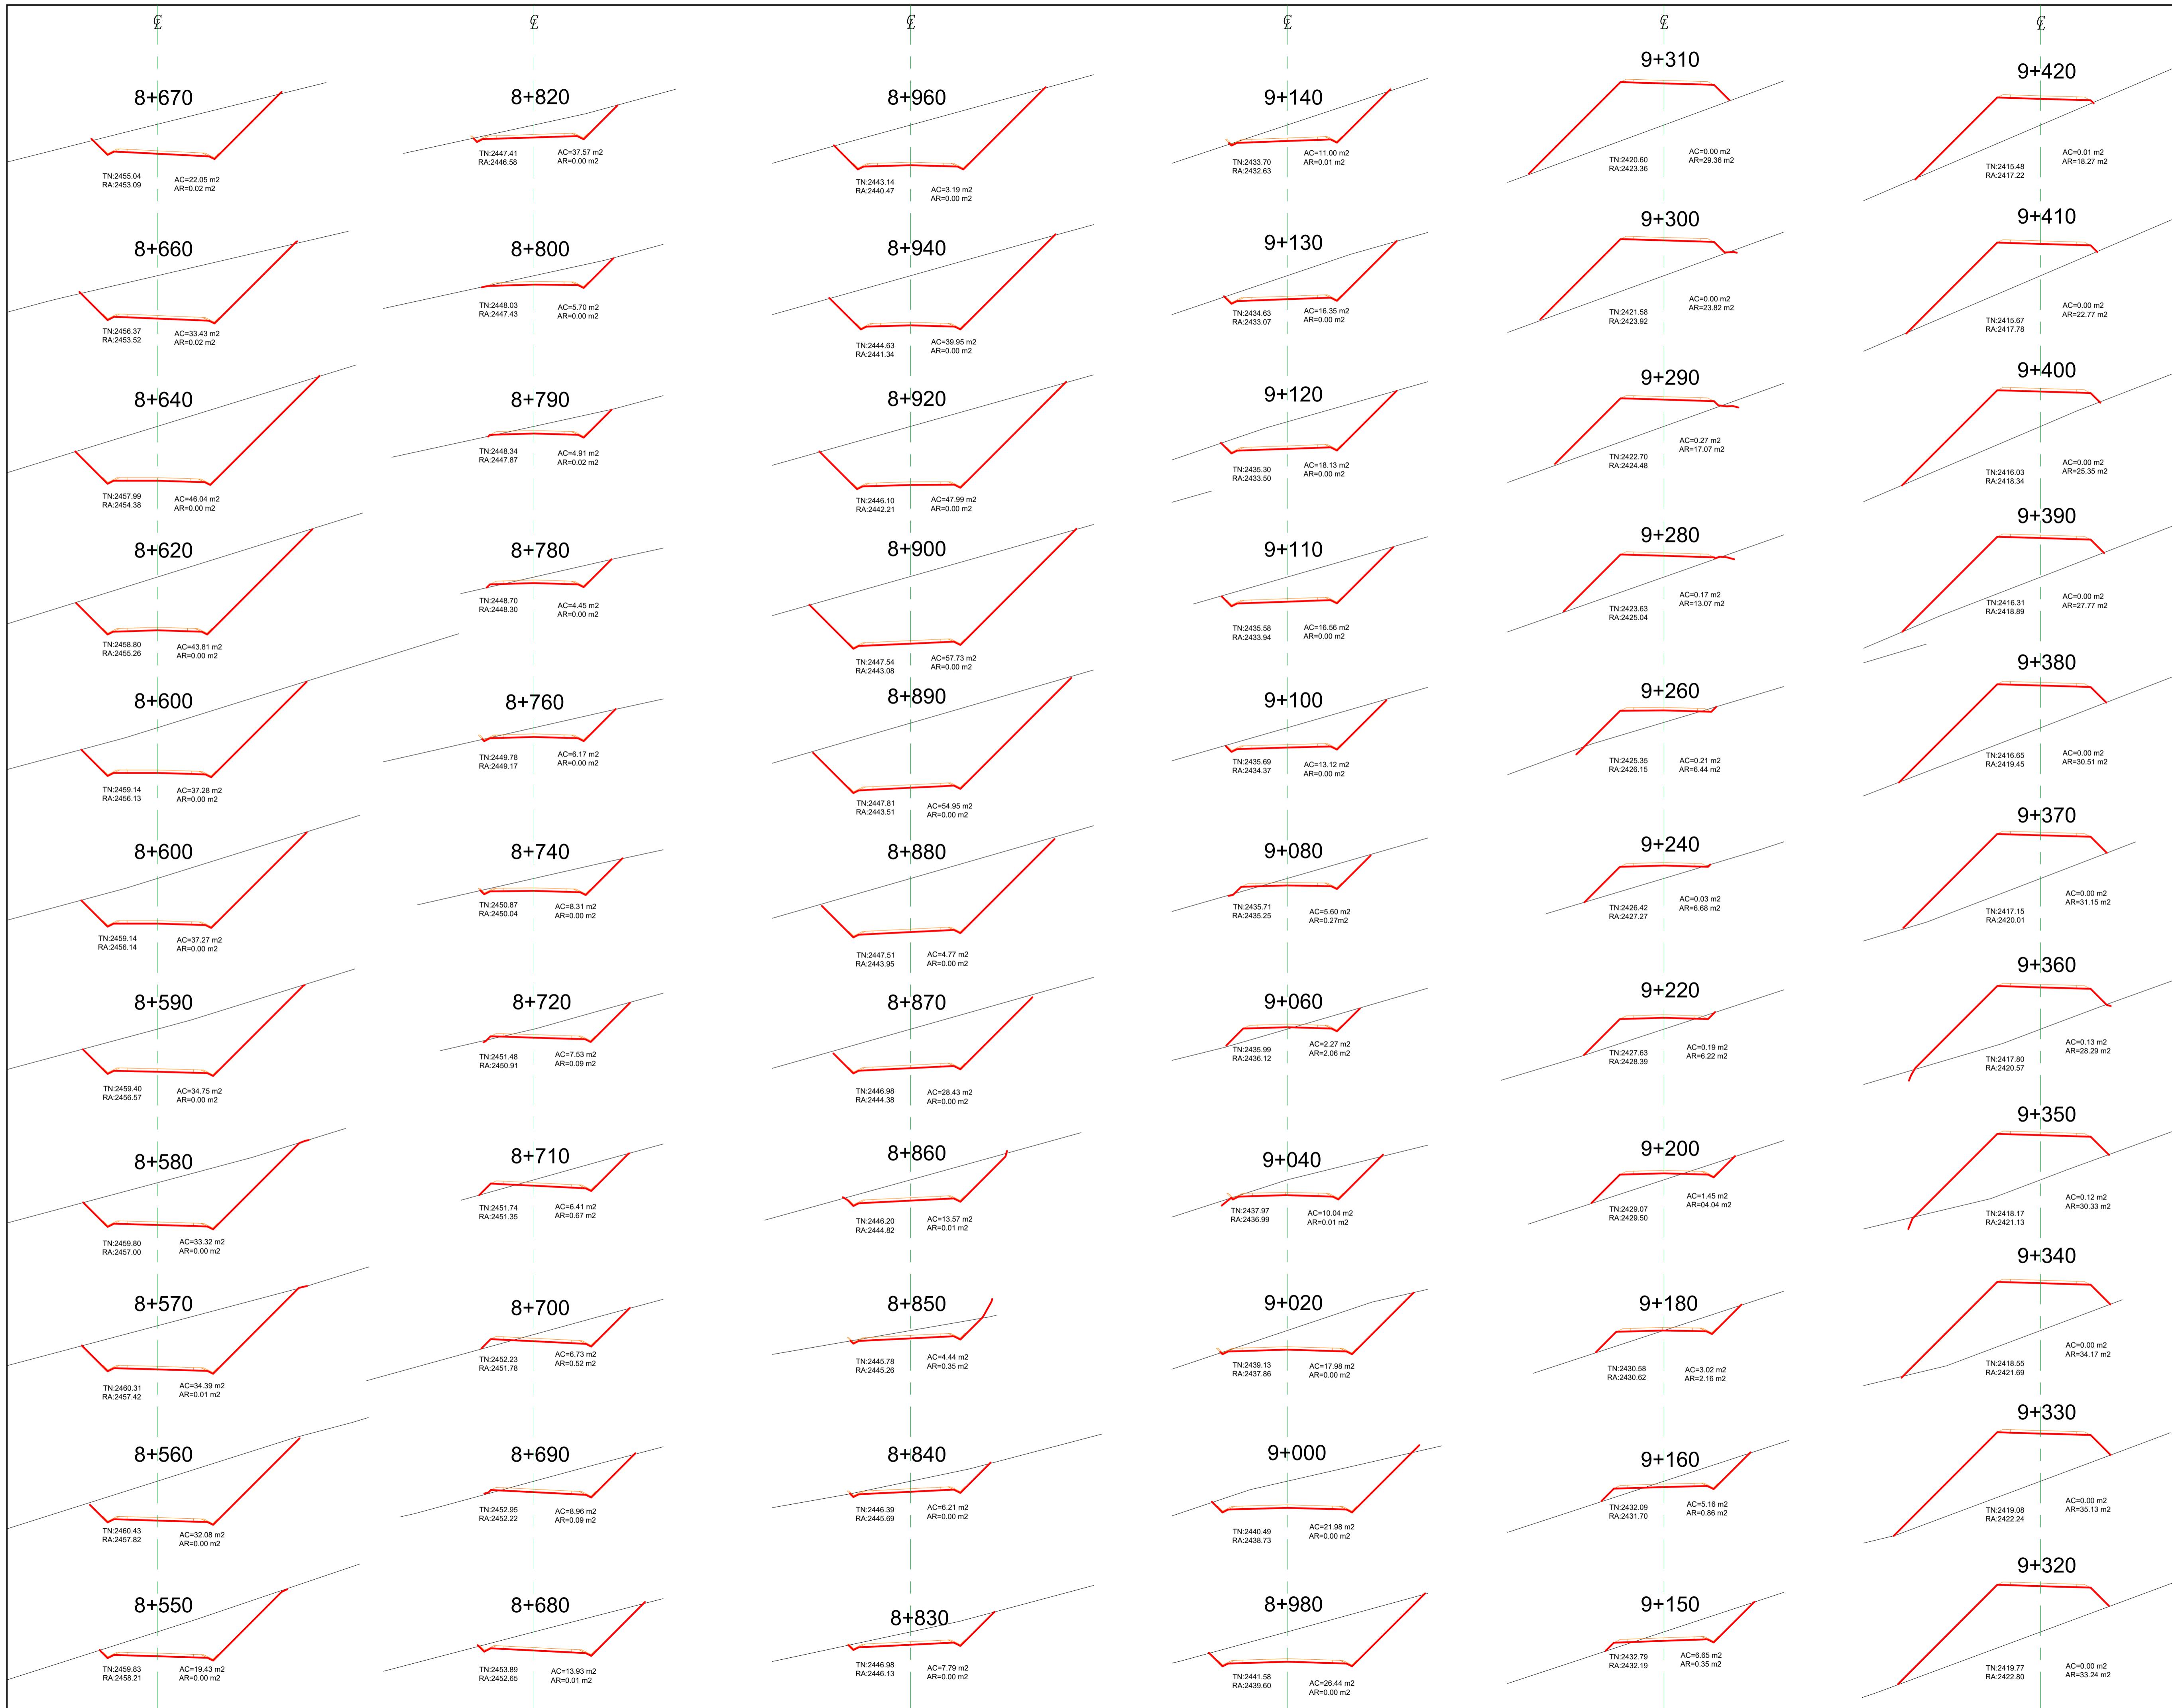 ℄
℄
℄
℄
℄
℄
8+670
TN:2455.04
RA:2453.09
AC=22.05 m2
AR=0.02 m2
8+660
TN:2456.37
RA:2453.52
AC=33.43 m2
AR=0.02 m2
8+640
TN:2457.99
RA:2454.38
AC=46.04 m2
AR=0.00 m2
8+620
TN:2458.80
RA:2455.26
AC=43.81 m2
AR=0.00 m2
8+600
TN:2459.14
RA:2456.13
AC=37.28 m2
AR=0.00 m2
8+600
TN:2459.14
RA:2456.14
AC=37.27 m2
AR=0.00 m2
8+590
TN:2459.40
RA:2456.57
AC=34.75 m2
AR=0.00 m2
8+580
TN:2459.80
RA:2457.00
AC=33.32 m2
AR=0.00 m2
8+570
TN:2460.31
RA:2457.42
AC=34.39 m2
AR=0.01 m2
8+560
TN:2460.43
RA:2457.82
AC=32.08 m2
AR=0.00 m2
8+550
TN:2459.83
RA:2458.21
AC=19.43 m2
AR=0.00 m2
8+820
TN:2447.41
RA:2446.58
AC=37.57 m2
AR=0.00 m2
8+800
TN:2448.03
RA:2447.43
AC=5.70 m2
AR=0.00 m2
8+790
TN:2448.34
RA:2447.87
AC=4.91 m2
AR=0.02 m2
8+780
TN:2448.70
RA:2448.30
AC=4.45 m2
AR=0.00 m2
8+760
TN:2449.78
RA:2449.17
AC=6.17 m2
AR=0.00 m2
8+740
TN:2450.87
RA:2450.04
AC=8.31 m2
AR=0.00 m2
8+720
TN:2451.48
RA:2450.91
AC=7.53 m2
AR=0.09 m2
8+710
TN:2451.74
RA:2451.35
AC=6.41 m2
AR=0.67 m2
8+700
TN:2452.23
RA:2451.78
AC=6.73 m2
AR=0.52 m2
8+690
TN:2452.95
RA:2452.22
AC=8.96 m2
AR=0.09 m2
8+680
TN:2453.89
RA:2452.65
AC=13.93 m2
AR=0.01 m2
8+960
TN:2443.14
RA:2440.47
AC=3.19 m2
AR=0.00 m2
8+940
TN:2444.63
RA:2441.34
AC=39.95 m2
AR=0.00 m2
8+920
TN:2446.10
RA:2442.21
AC=47.99 m2
AR=0.00 m2
8+900
TN:2447.54
RA:2443.08
AC=57.73 m2
AR=0.00 m2
8+890
TN:2447.81
RA:2443.51
AC=54.95 m2
AR=0.00 m2
8+880
TN:2447.51
RA:2443.95
AC=4.77 m2
AR=0.00 m2
8+870
TN:2446.98
RA:2444.38
AC=28.43 m2
AR=0.00 m2
8+860
TN:2446.20
RA:2444.82
AC=13.57 m2
AR=0.01 m2
8+850
TN:2445.78
RA:2445.26
AC=4.44 m2
AR=0.35 m2
8+840
TN:2446.39
RA:2445.69
AC=6.21 m2
AR=0.00 m2
8+830
TN:2446.98
RA:2446.13
AC=7.79 m2
AR=0.00 m2
9+140
TN:2433.70
RA:2432.63
AC=11.00 m2
AR=0.01 m2
9+130
TN:2434.63
RA:2433.07
AC=16.35 m2
AR=0.00 m2
9+120
TN:2435.30
RA:2433.50
AC=18.13 m2
AR=0.00 m2
9+110
TN:2435.58
RA:2433.94
AC=16.56 m2
AR=0.00 m2
9+100
TN:2435.69
RA:2434.37
AC=13.12 m2
AR=0.00 m2
9+080
TN:2435.71
RA:2435.25
AC=5.60 m2
AR=0.27m2
9+060
TN:2435.99
RA:2436.12
AC=2.27 m2
AR=2.06 m2
9+040
TN:2437.97
RA:2436.99
AC=10.04 m2
AR=0.01 m2
9+020
TN:2439.13
RA:2437.86
AC=17.98 m2
AR=0.00 m2
9+000
TN:2440.49
RA:2438.73
AC=21.98 m2
AR=0.00 m2
8+980
TN:2441.58
RA:2439.60
AC=26.44 m2
AR=0.00 m2
9+310
TN:2420.60
RA:2423.36
AC=0.00 m2
AR=29.36 m2
9+300
TN:2421.58
RA:2423.92
AC=0.00 m2
AR=23.82 m2
9+290
TN:2422.70
RA:2424.48
AC=0.27 m2
AR=17.07 m2
9+280
TN:2423.63
RA:2425.04
AC=0.17 m2
AR=13.07 m2
9+260
TN:2425.35
RA:2426.15
AC=0.21 m2
AR=6.44 m2
9+240
TN:2426.42
RA:2427.27
AC=0.03 m2
AR=6.68 m2
9+220
TN:2427.63
RA:2428.39
AC=0.19 m2
AR=6.22 m2
9+200
TN:2429.07
RA:2429.50
AC=1.45 m2
AR=04.04 m2
9+180
TN:2430.58
RA:2430.62
AC=3.02 m2
AR=2.16 m2
9+160
TN:2432.09
RA:2431.70
AC=5.16 m2
AR=0.86 m2
9+150
TN:2432.79
RA:2432.19
AC=6.65 m2
AR=0.35 m2
9+420
TN:2415.48
RA:2417.22
AC=0.01 m2
AR=18.27 m2
9+410
TN:2415.67
RA:2417.78
AC=0.00 m2
AR=22.77 m2
9+400
TN:2416.03
RA:2418.34
AC=0.00 m2
AR=25.35 m2
9+390
TN:2416.31
RA:2418.89
AC=0.00 m2
AR=27.77 m2
9+380
TN:2416.65
RA:2419.45
AC=0.00 m2
AR=30.51 m2
9+370
TN:2417.15
RA:2420.01
AC=0.00 m2
AR=31.15 m2
9+360
TN:2417.80
RA:2420.57
AC=0.13 m2
AR=28.29 m2
9+350
TN:2418.17
RA:2421.13
AC=0.12 m2
AR=30.33 m2
9+340
TN:2418.55
RA:2421.69
AC=0.00 m2
AR=34.17 m2
9+330
TN:2419.08
RA:2422.24
AC=0.00 m2
AR=35.13 m2
9+320
TN:2419.77
RA:2422.80
AC=0.00 m2
AR=33.24 m2